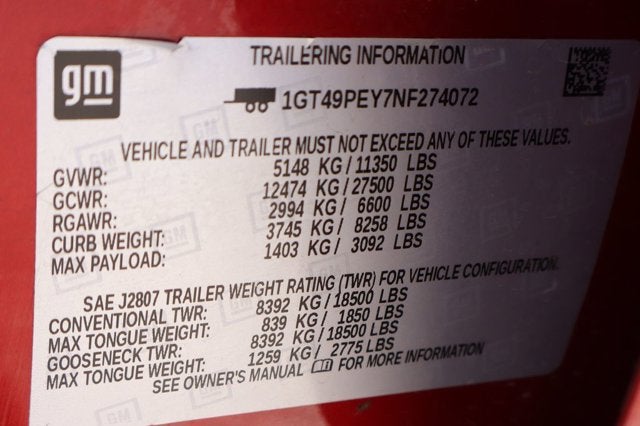 gm
TRAILERING INFORMATION
1GT49PEY7NF274072
VEHICLE AND TRAILER MUST NOT EXCEED ANY OF THESE VALUES.
GVWR: 5148 KG / 11350 LBS
GCWR: 12474 KG / 27500 LBS
RGAWR: 2994 KG / 6600 LBS
CURB WEIGHT: 3745 KG / 8258 LBS
MAX PAYLOAD: 1403 KG / 3092 LBS
SAE J2807 TRAILER WEIGHT RATING (TWR) FOR VEHICLE CONFIGURATION.
CONVENTIONAL TWR: 8392 KG / 18500 LBS
MAX TONGUE WEIGHT: 839 KG / 1850 LBS
GOOSENECK TWR: 8392 KG / 18500 LBS
MAX TONGUE WEIGHT: 1259 KG / 2775 LBS
SEE OWNER'S MANUAL FOR MORE INFORMATION